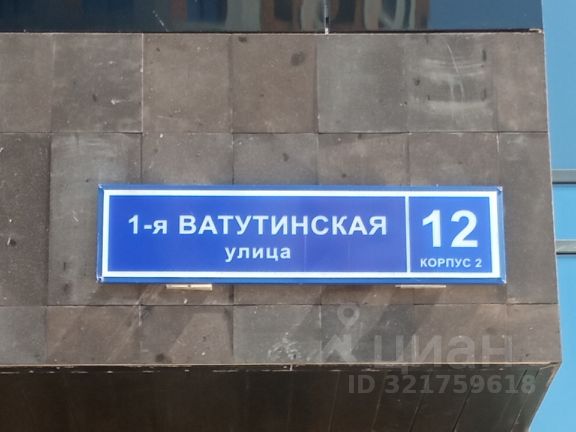 1-я ВАТУТИНСКАЯ
улица
12
КОРПУС 2
циан
ID 321759618